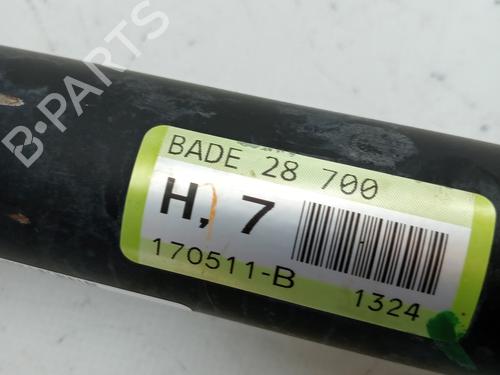 B-PARTS
BADE 28 700
H, 7
170511-B
1324